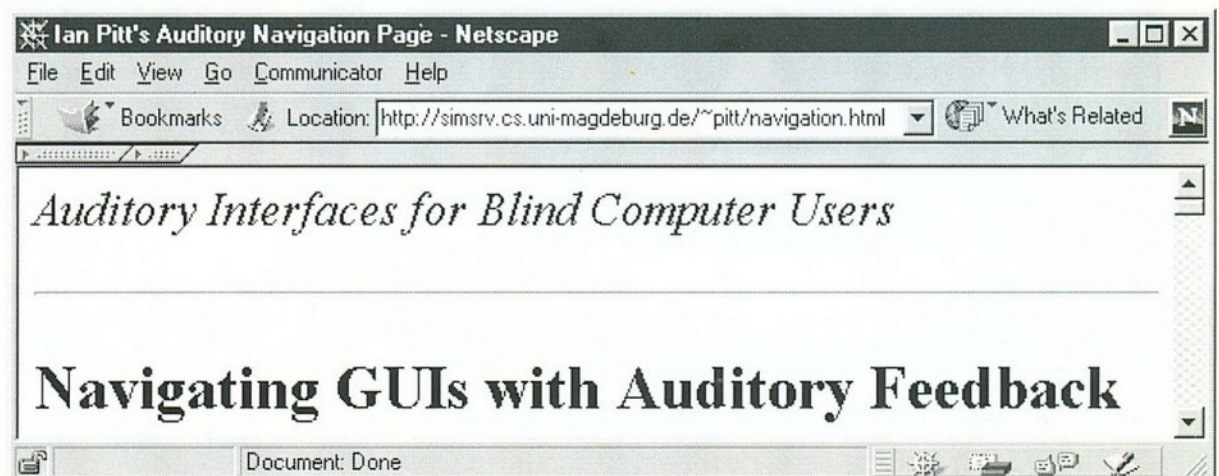 Ian Pitt's Auditory Navigation Page - Netscape
File Edit View Go Communicator Help
Bookmarks Location: http://simsrv.cs.uni-magdeburg.de/~pitt/navigation.html What's Related N
Auditory Interfaces for Blind Computer Users
Navigating GUIs with Auditory Feedback
Document: Done